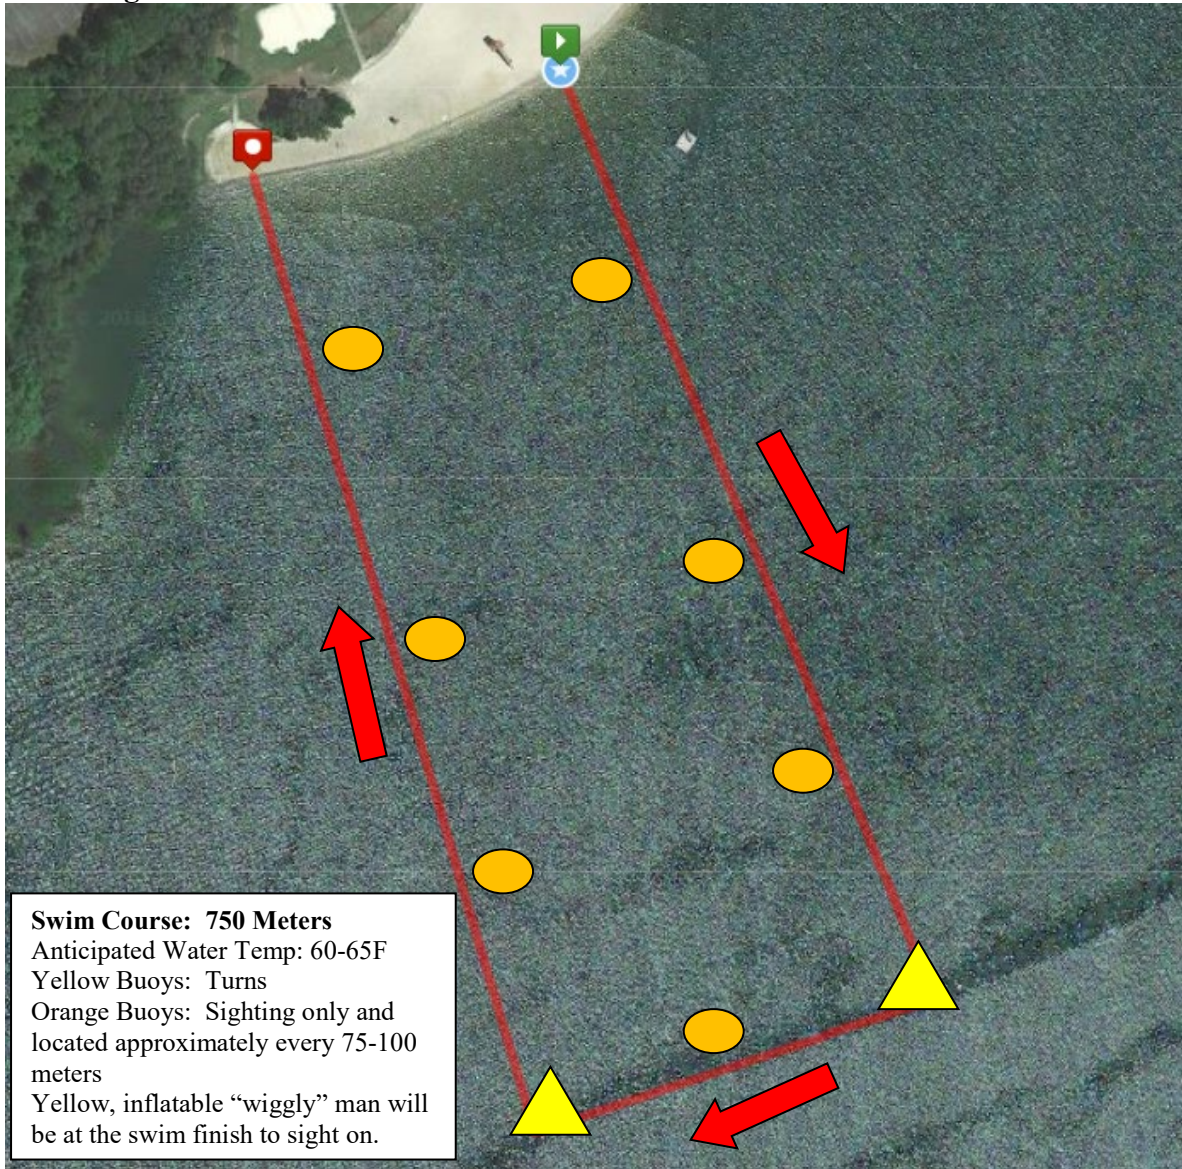 Swim Course: 750 Meters
Anticipated Water Temp: 60-65F
Yellow Buoys: Turns
Orange Buoys: Sighting only and
located approximately every 75-100
meters
Yellow, inflatable “wiggly” man will
be at the swim finish to sight on.